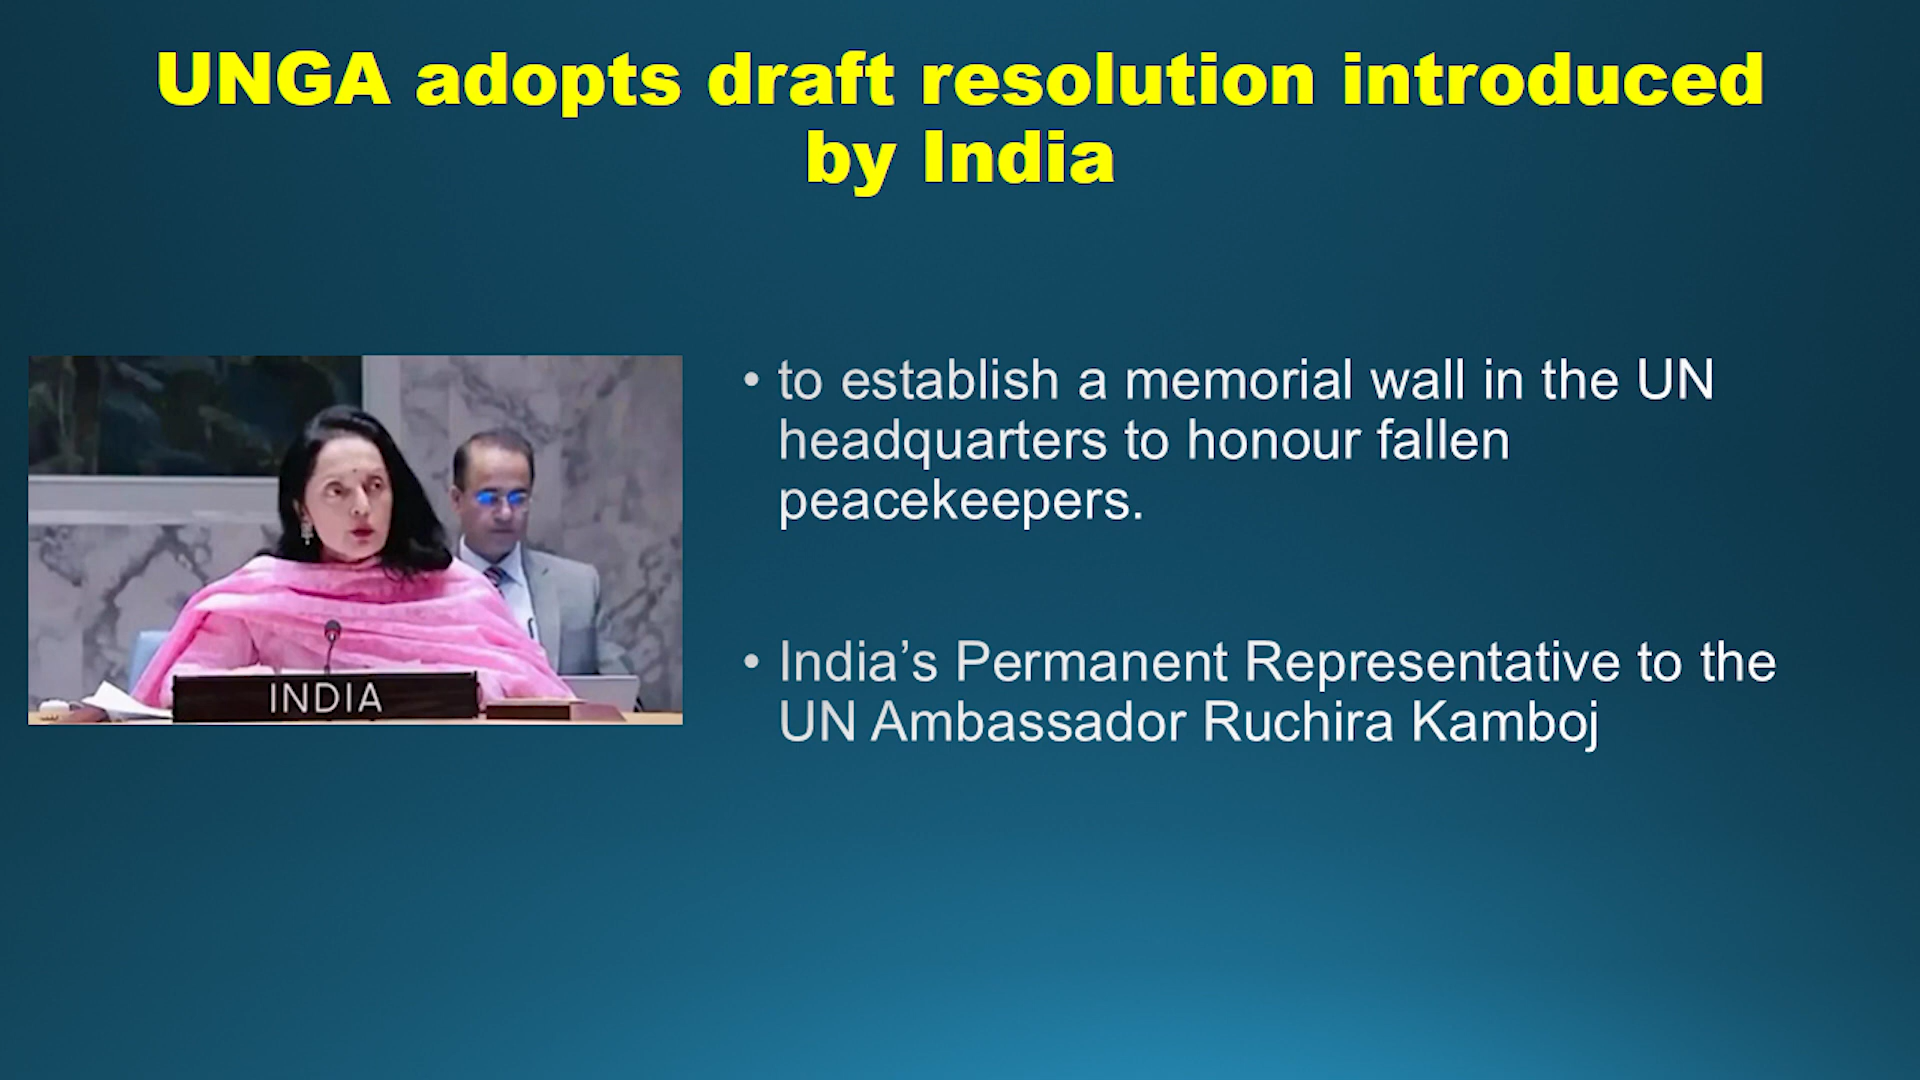 UNGA adopts draft resolution introduced
by India
• to establish a memorial wall in the UN
headquarters to honour fallen
peacekeepers.
• India’s Permanent Representative to the
UN Ambassador Ruchira Kamboj
INDIA